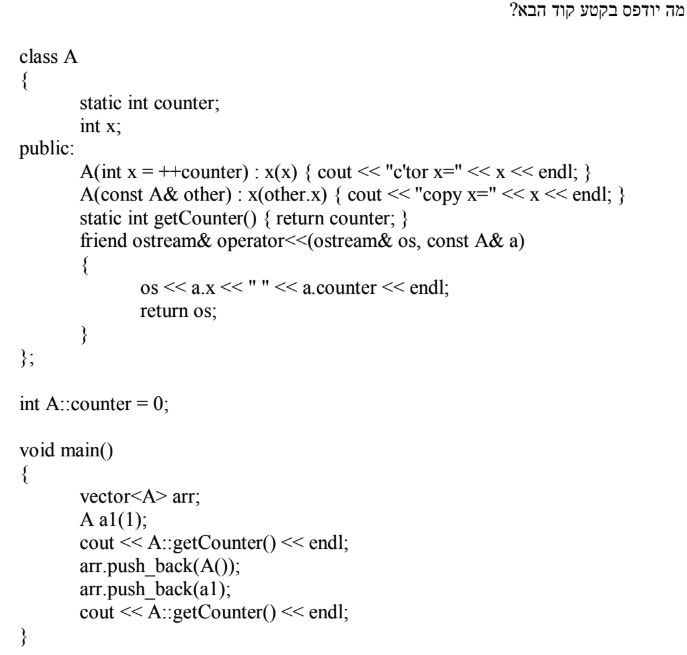 מה יודפס בקטע קוד הבא?
class A
{
static int counter;
int x;
public:
A(int x = ++counter) : x(x) { cout << "c'tor x=" << x << endl; }
A(const A& other) : x(other.x) { cout << "copy x=" << x << endl; }
static int getCounter() { return counter; }
friend ostream& operator<<(ostream& os, const A& a)
{
os << a.x << " " << a.counter << endl;
return os;
}
};
int A::counter = 0;
void main()
{
vector<A> arr;
A a1(1);
cout << A::getCounter() << endl;
arr.push_back(A());
arr.push_back(a1);
cout << A::getCounter() << endl;
}